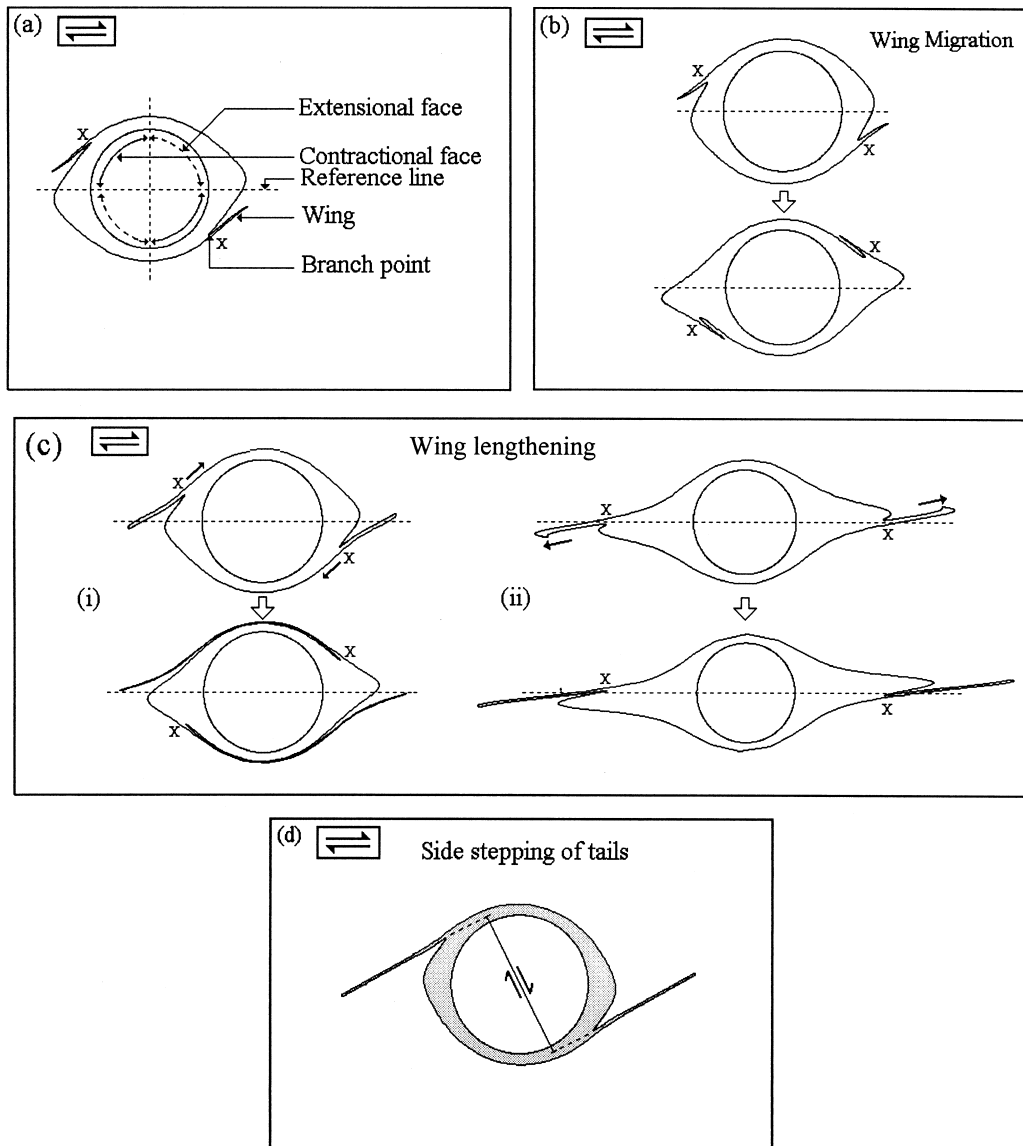 (a)
Extensional face
x
Contractional face
Reference line
Wing
x
Branch point
(b)
Wing Migration
x
x
x
x
(c)
Wing lengthening
x
x
x
x
(i)
(ii)
x
x
x
x
(d)
Side stepping of tails